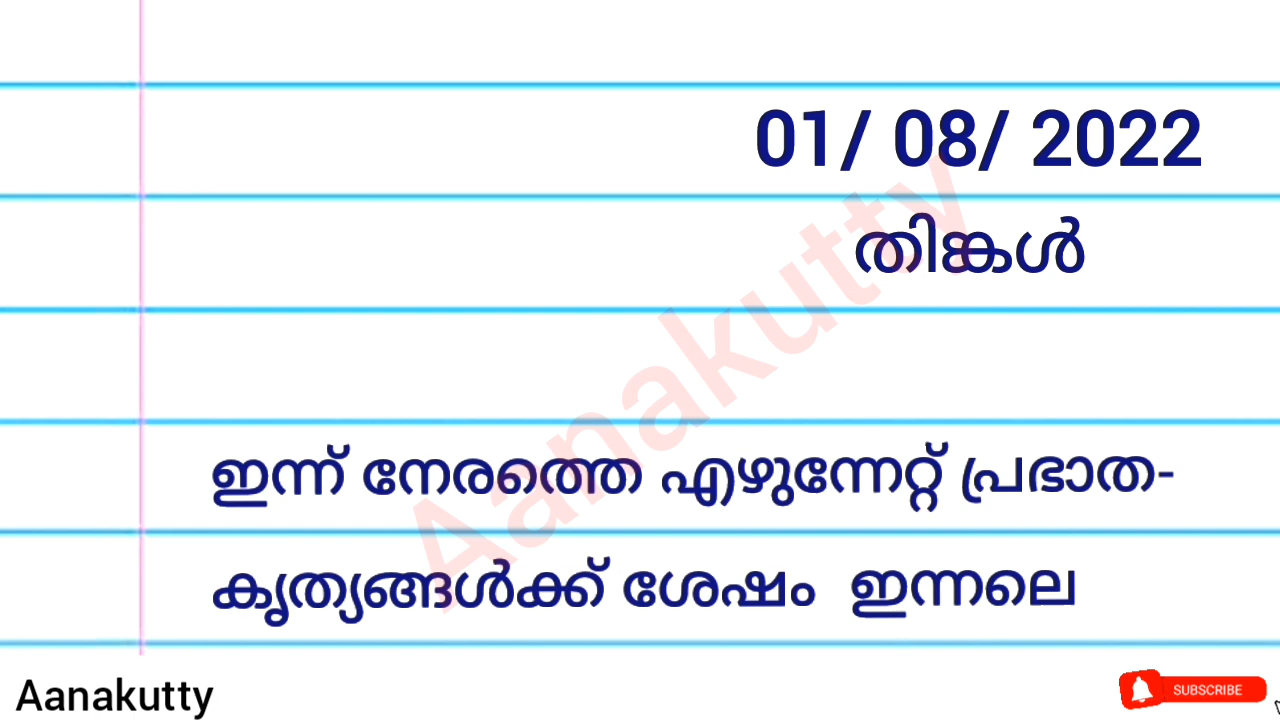 01/ 08/ 2022
തിങ്കൾ
Aanakutty
ഇന്ന് നേരത്തെ എഴുന്നേറ്റ് പ്രഭാത-
കൃത്യങ്ങൾക്ക് ശേഷം ഇന്നലെ
Aanakutty
SUBSCRIBE